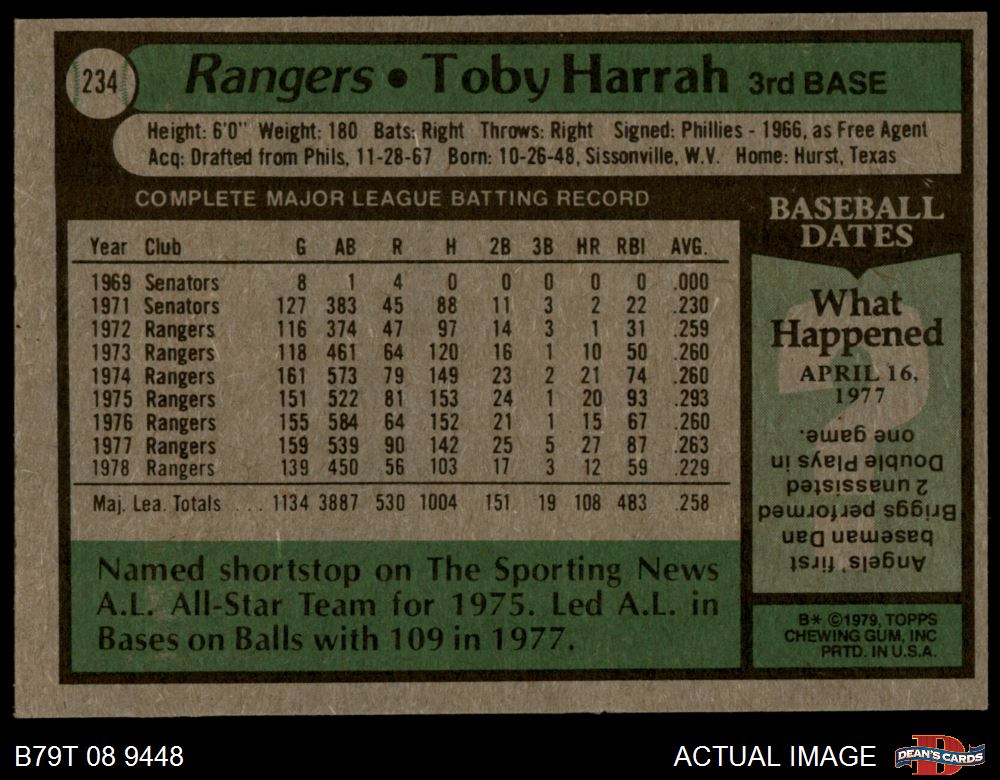 234
Rangers • Toby Harrah 3rd BASE
Height: 6'0" Weight: 180 Bats: Right Throws: Right Signed: Phillies - 1966, as Free Agent
Acq: Drafted from Phils, 11-28-67 Born: 10-26-48, Sissonville, W.V. Home: Hurst, Texas
COMPLETE MAJOR LEAGUE BATTING RECORD
Year Club G AB R H 2B 3B HR RBI AVG.
1969 Senators 8 1 4 0 0 0 0 0 .000
1971 Senators 127 383 45 88 11 3 2 22 .230
1972 Rangers 116 374 47 97 14 3 1 31 .259
1973 Rangers 118 461 64 120 16 1 10 50 .260
1974 Rangers 161 573 79 149 23 2 21 74 .260
1975 Rangers 151 522 81 153 24 1 20 93 .293
1976 Rangers 155 584 64 152 21 1 15 67 .260
1977 Rangers 159 539 90 142 25 5 27 87 .263
1978 Rangers 139 450 56 103 17 3 12 59 .229
Maj. Lea. Totals . . . 1134 3887 530 1004 151 19 108 483 .258
Named shortstop on The Sporting News
A.L. All-Star Team for 1975. Led A.L. in
Bases on Balls with 109 in 1977.
BASEBALL
DATES
What
Happened
APRIL 16,
1977
?
Angels' first
baseman Dan
Briggs performed
2 unassisted
Double Plays in
one game.
B* ©1979, TOPPS
CHEWING GUM, INC
PRTD. IN U.S.A.
B79T 08 9448
ACTUAL IMAGE
D
DEAN'S CARDS